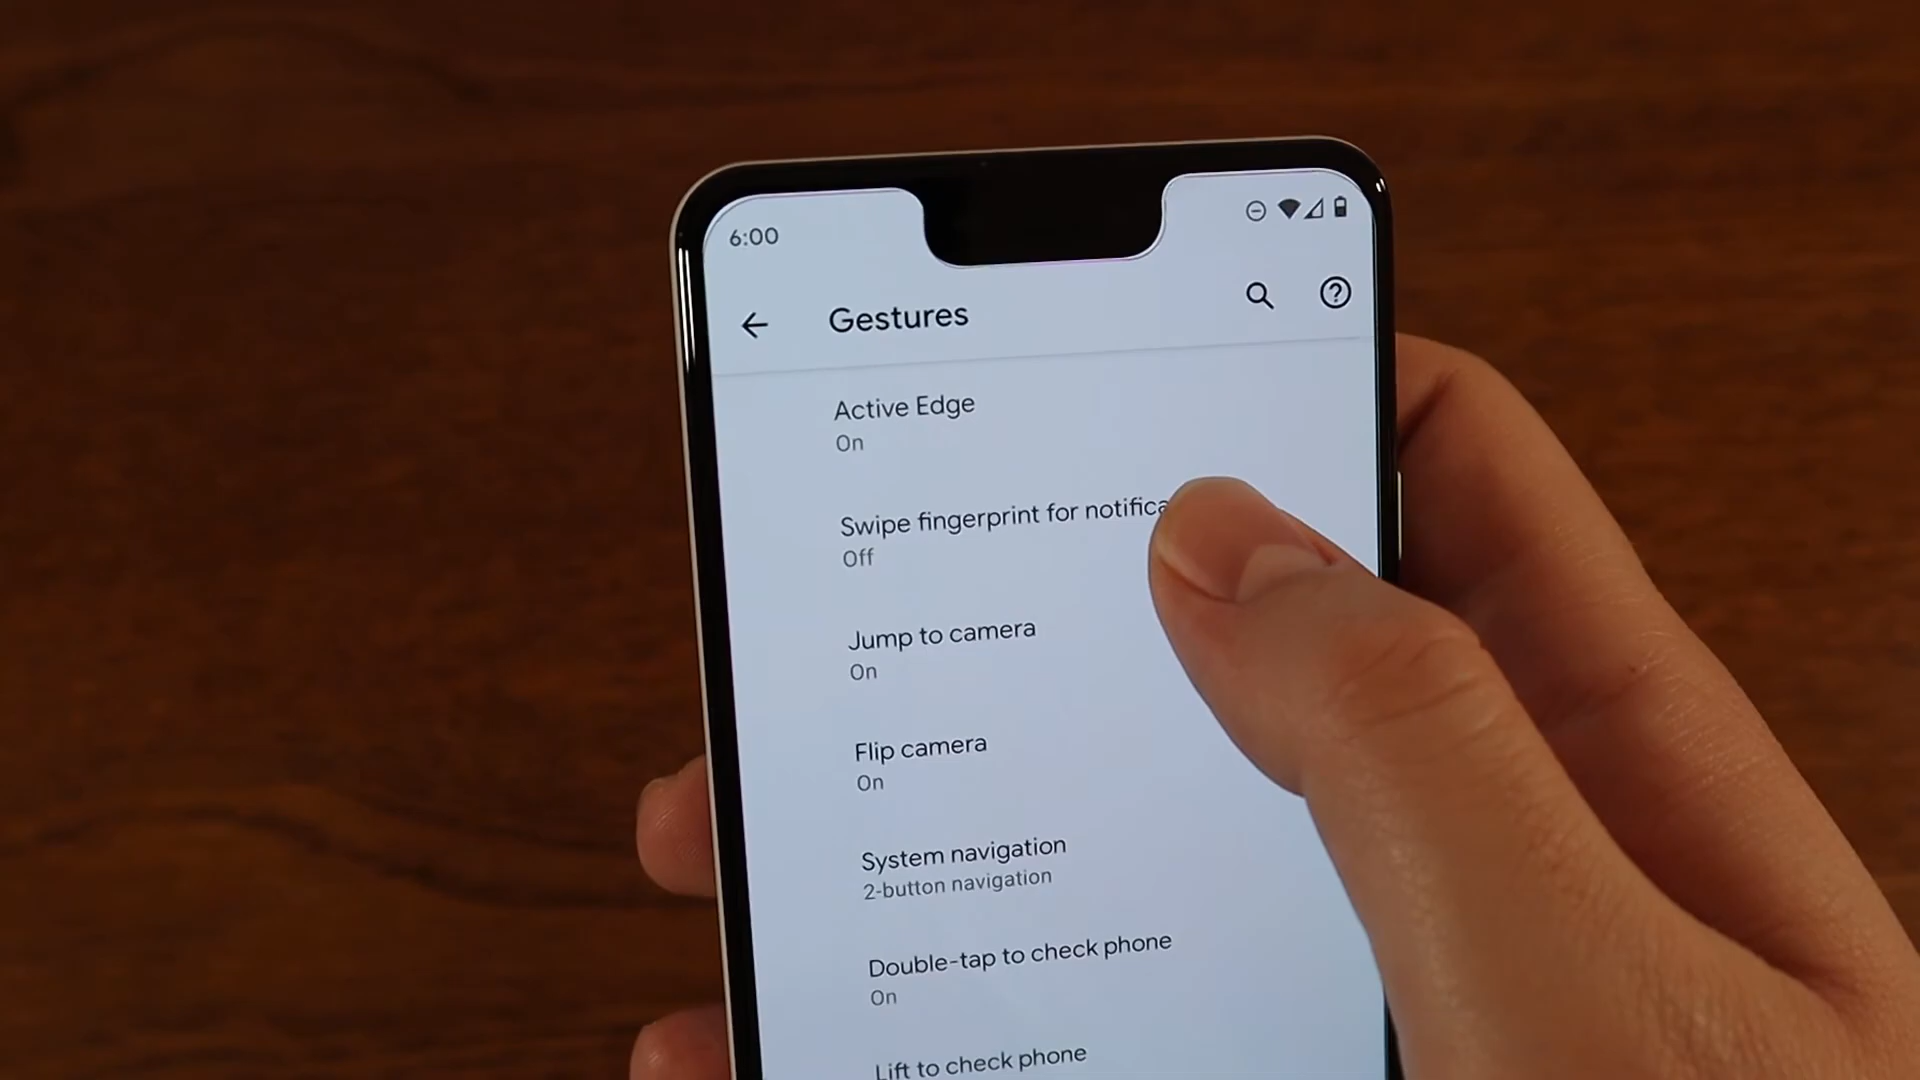 6:00
Gestures
Active Edge
On
Swipe fingerprint for
Off
Jump to camera
On
Flip camera
On
System navigation
2-button navigation
Double-tap to check phone
On
Lift to check phone